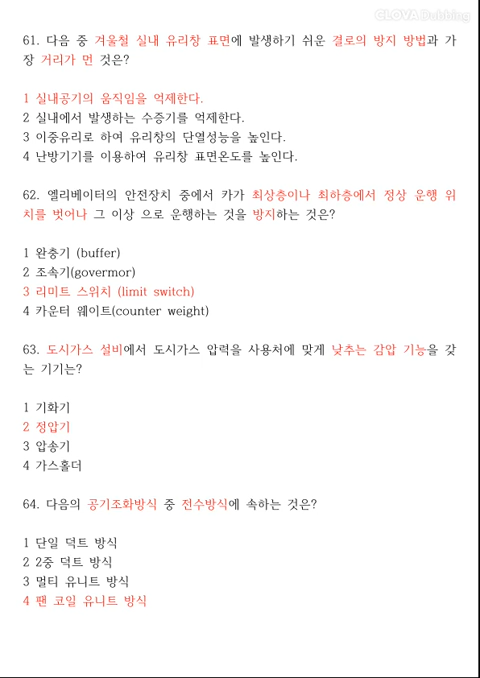 CLOVA Dubbing
61. 다음 중 겨울철 실내 유리창 표면에 발생하기 쉬운 결로의 방지 방법과 가
장 거리가 먼 것은?
1 실내공기의 움직임을 억제한다.
2 실내에서 발생하는 수증기를 억제한다.
3 이중유리로 하여 유리창의 단열성능을 높인다.
4 난방기기를 이용하여 유리창 표면온도를 높인다.
62. 엘리베이터의 안전장치 중에서 카가 최상층이나 최하층에서 정상 운행 위
치를 벗어나 그 이상 으로 운행하는 것을 방지하는 것은?
1 완충기 (buffer)
2 조속기(govermor)
3 리미트 스위치 (limit switch)
4 카운터 웨이트(counter weight)
63. 도시가스 설비에서 도시가스 압력을 사용처에 맞게 낮추는 감압 기능을 갖
는 기기는?
1 기화기
2 정압기
3 압송기
4 가스홀더
64. 다음의 공기조화방식 중 전수방식에 속하는 것은?
1 단일 덕트 방식
2 2중 덕트 방식
3 멀티 유니트 방식
4 팬 코일 유니트 방식